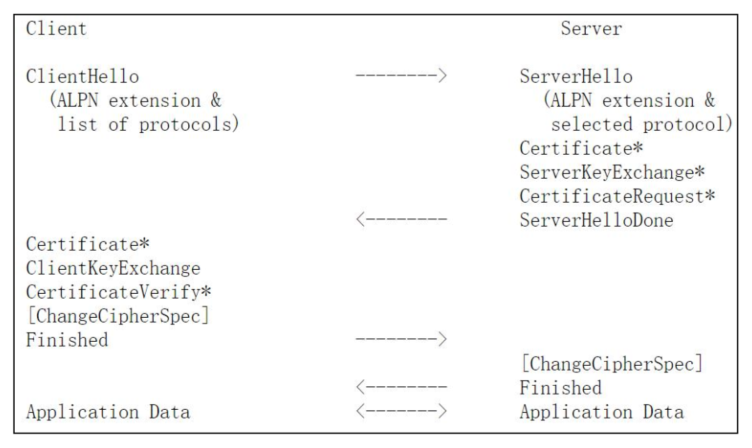 Client Server
ClientHello --------> ServerHello
(ALPN extension & (ALPN extension &
list of protocols) selected protocol)
Certificate*
ServerKeyExchange*
CertificateRequest*
<-------- ServerHelloDone
Certificate*
ClientKeyExchange
CertificateVerify*
[ChangeCipherSpec]
Finished -------->
[ChangeCipherSpec]
<-------- Finished
Application Data <-------> Application Data